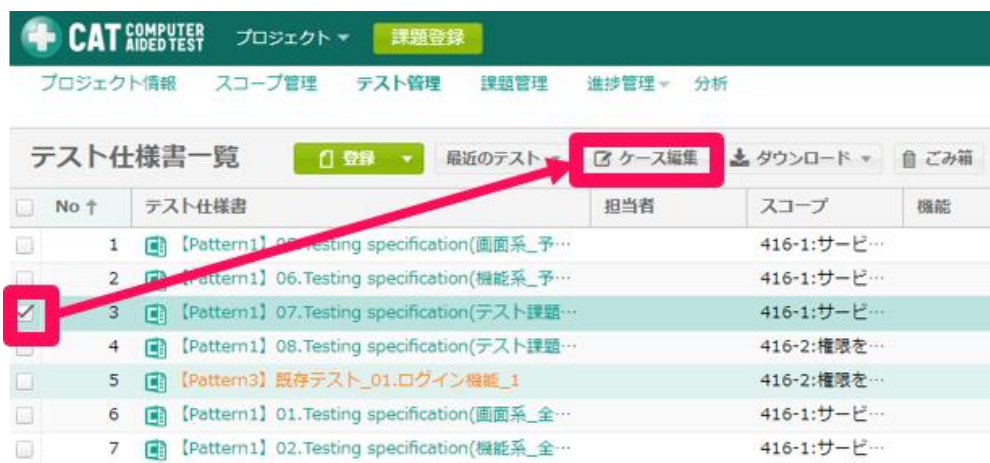 CAT COMPUTER AIDED TEST プロジェクト 課題登録
プロジェクト情報 スコープ管理 テスト管理 課題管理 進捗管理 分析
テスト仕様書一覧 登録 最近のテスト ケース編集 ダウンロード ごみ箱
No↑ テスト仕様書 担当者 スコープ 機能
1 【Pattern1】 Testing specification(画面系_予… 416-1:サービ…
2 【Pattern1】06.Testing specification(機能系_予… 416-1:サービ…
3 【Pattern1】07.Testing specification(テスト課題… 416-1:サービ…
4 【Pattern1】08.Testing specification(テスト課題… 416-2:権限を…
5 【Pattern3】既存テスト_01.ログイン機能_1 416-2:権限を…
6 【Pattern1】01.Testing specification(画面系_全… 416-1:サービ…
7 【Pattern1】02.Testing specification(機能系_全… 416-1:サービ…